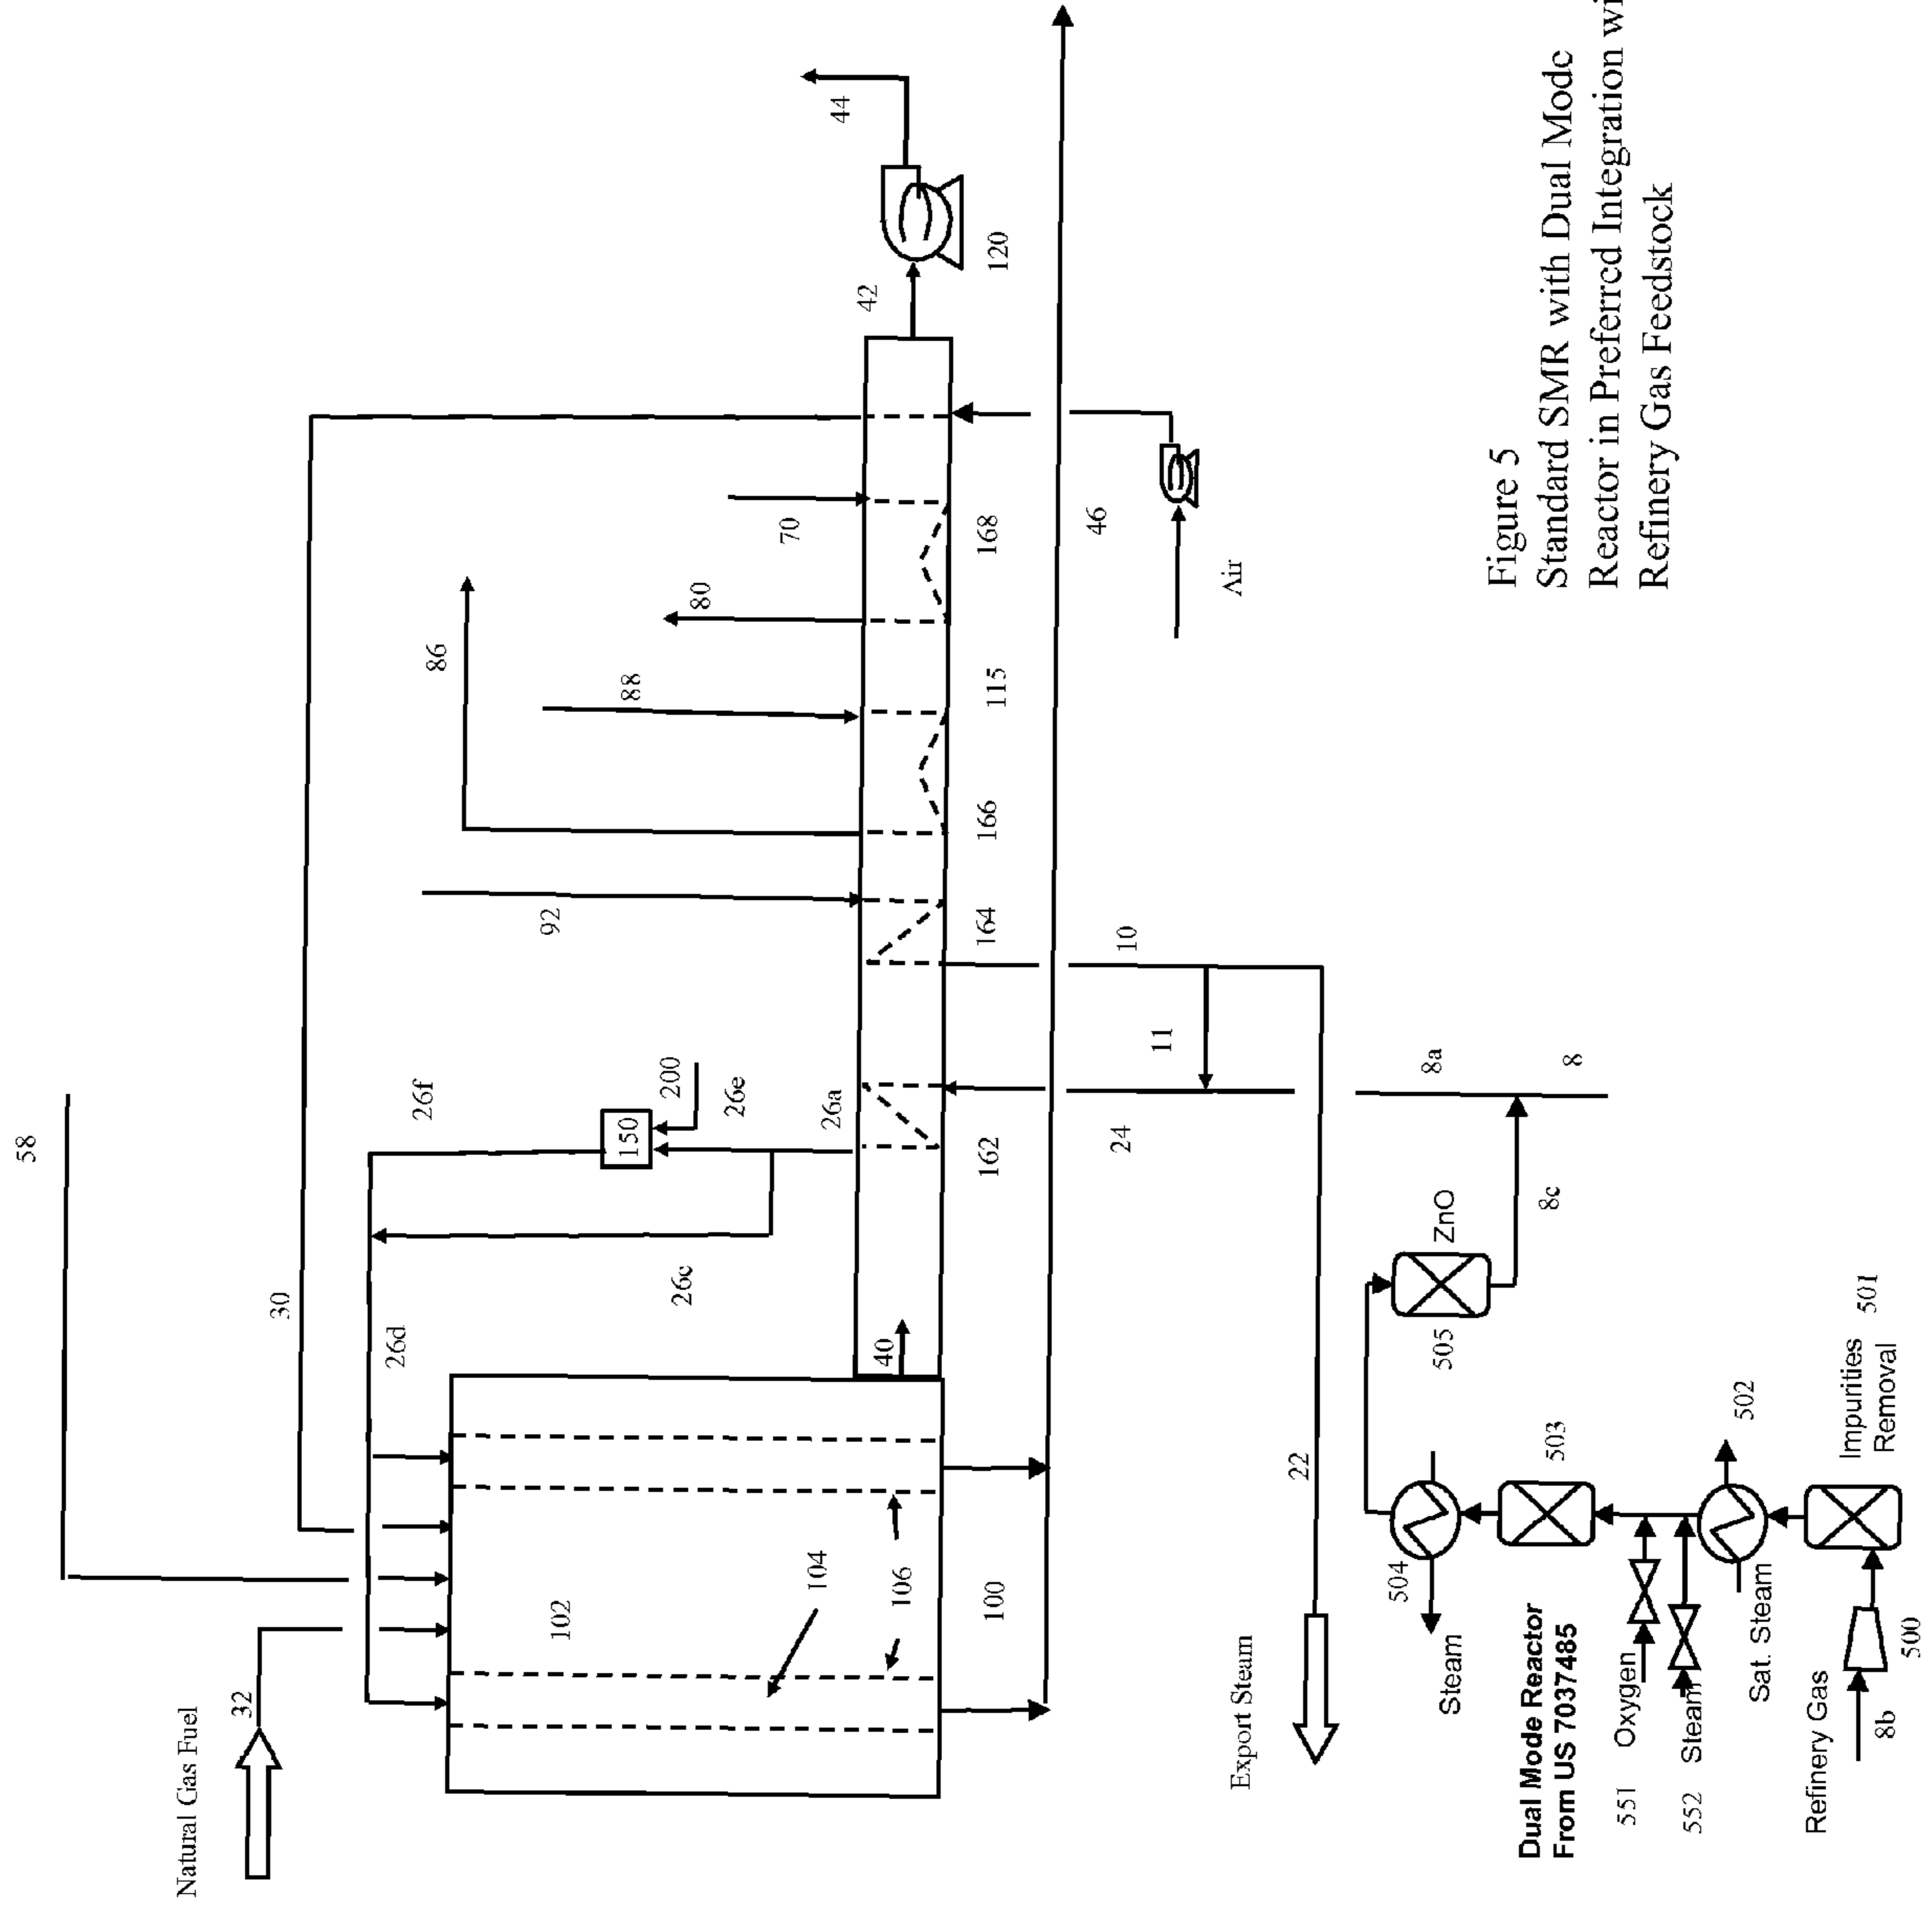 58
Natural Gas Fuel
32
30
26d
26f
86
92
102
88
200
150
26c
26e
80
70
104
26a
44
42
40
106
100
162
164
166
115
168
120
46
24
10
11
Air
Export Steam
22
504
8a
Steam
505
ZnO
Figure 5
Dual Mode Reactor
From US 7037485
503
8c
8
Standard SMR with Dual Mode
Reactor in Preferred Integration wi
Refinery Gas Feedstock
551 Oxygen
552 Steam
502
Sat. Steam
Refinery Gas
Impurities
Removal
501
8b
500